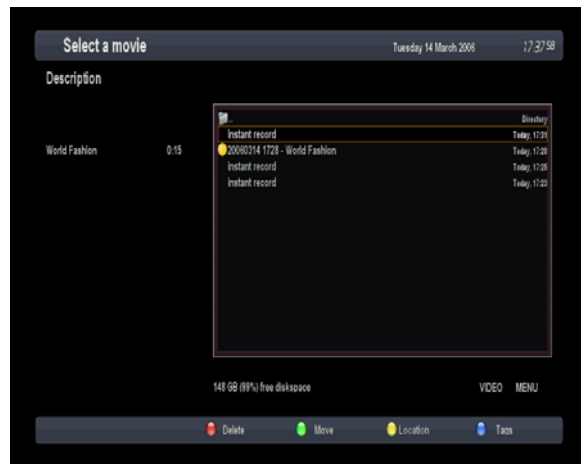 Select a movie
Tuesday 14 March 2006 17:37 58
Description
.. Directory
Instant record Today, 17:31
World Fashion 0:15
20060314 1728 - World Fashion Today, 17:28
Instant record Today, 17:25
Instant record Today, 17:23
148 GB (99%) free diskspace
VIDEO MENU
Delete Move Location Tags